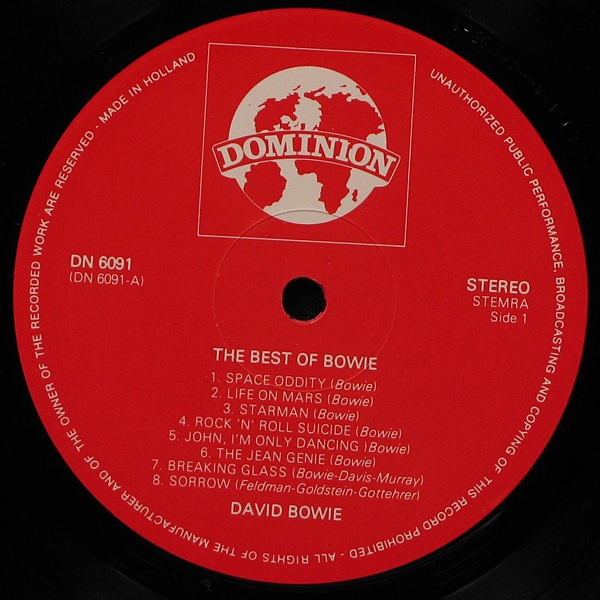 ALL RIGHTS OF THE MANUFACTURER AND OF THE OWNER OF THE RECORDED WORK ARE RESERVED - MADE IN HOLLAND
UNAUTHORIZED PUBLIC PERFORMANCE, BROADCASTING AND COPYING OF THIS RECORD PROHIBITED -
DOMINION
DN 6091
(DN 6091-A)
STEREO
STEMRA
Side 1
THE BEST OF BOWIE
1. SPACE ODDITY (Bowie)
2. LIFE ON MARS (Bowie)
3. STARMAN (Bowie)
4. ROCK 'N' ROLL SUICIDE (Bowie)
5. JOHN, I'M ONLY DANCING )Bowie)
6. THE JEAN GENIE (Bowie)
7. BREAKING GLASS (Bowie-Davis-Murray)
8. SORROW (Feldman-Goldstein-Gottehrer)
DAVID BOWIE